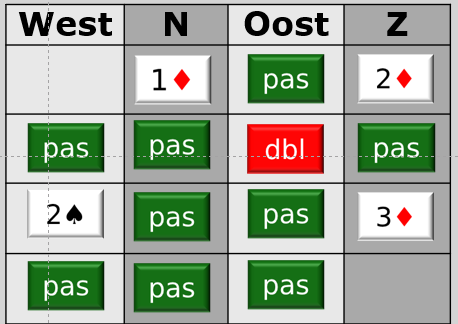 West N Oost Z
1♦ pas 2♦
pas pas dbl pas
2♠ pas pas 3♦
pas pas pas